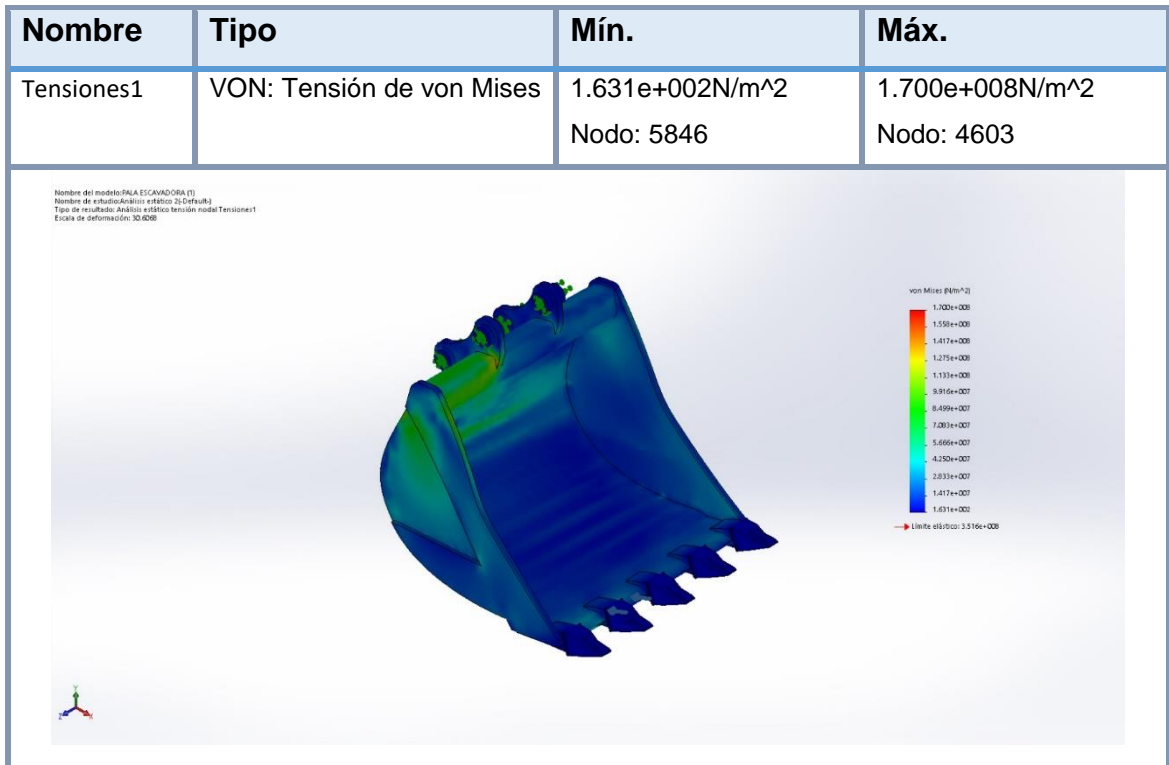 Nombre Tipo Mín. Máx.
Tensiones1 VON: Tensión de von Mises 1.631e+002N/m^2 1.700e+008N/m^2
Nodo: 5846 Nodo: 4603
Nombre del modelo:PALA ESCAVADORA (1)
Nombre de estudio:Análisis estático 2(-Default-)
Tipo de resultado: Análisis estático tensión nodal Tensiones1
Escala de deformación: 30.6068
von Mises (N/m^2)
1.700e+008
1.558e+008
1.417e+008
1.275e+008
1.133e+008
9.916e+007
8.499e+007
7.083e+007
5.666e+007
4.250e+007
2.833e+007
1.417e+007
1.631e+002
Límite elástico: 3.516e+008
Y
Z X